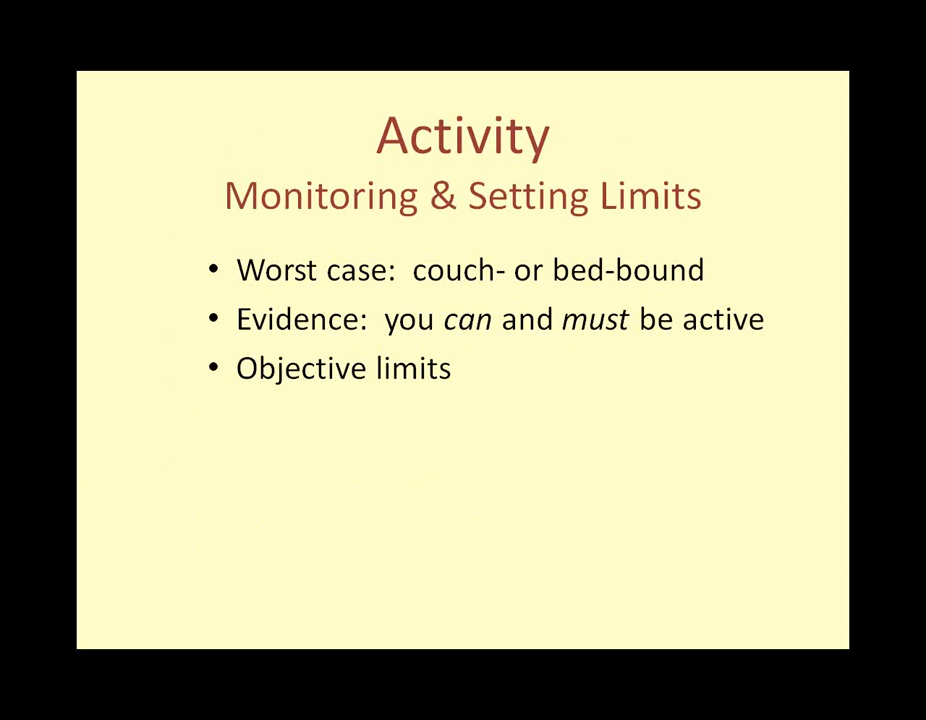 Activity
Monitoring & Setting Limits
• Worst case:  couch- or bed-bound
• Evidence:  you can and must be active
• Objective limits